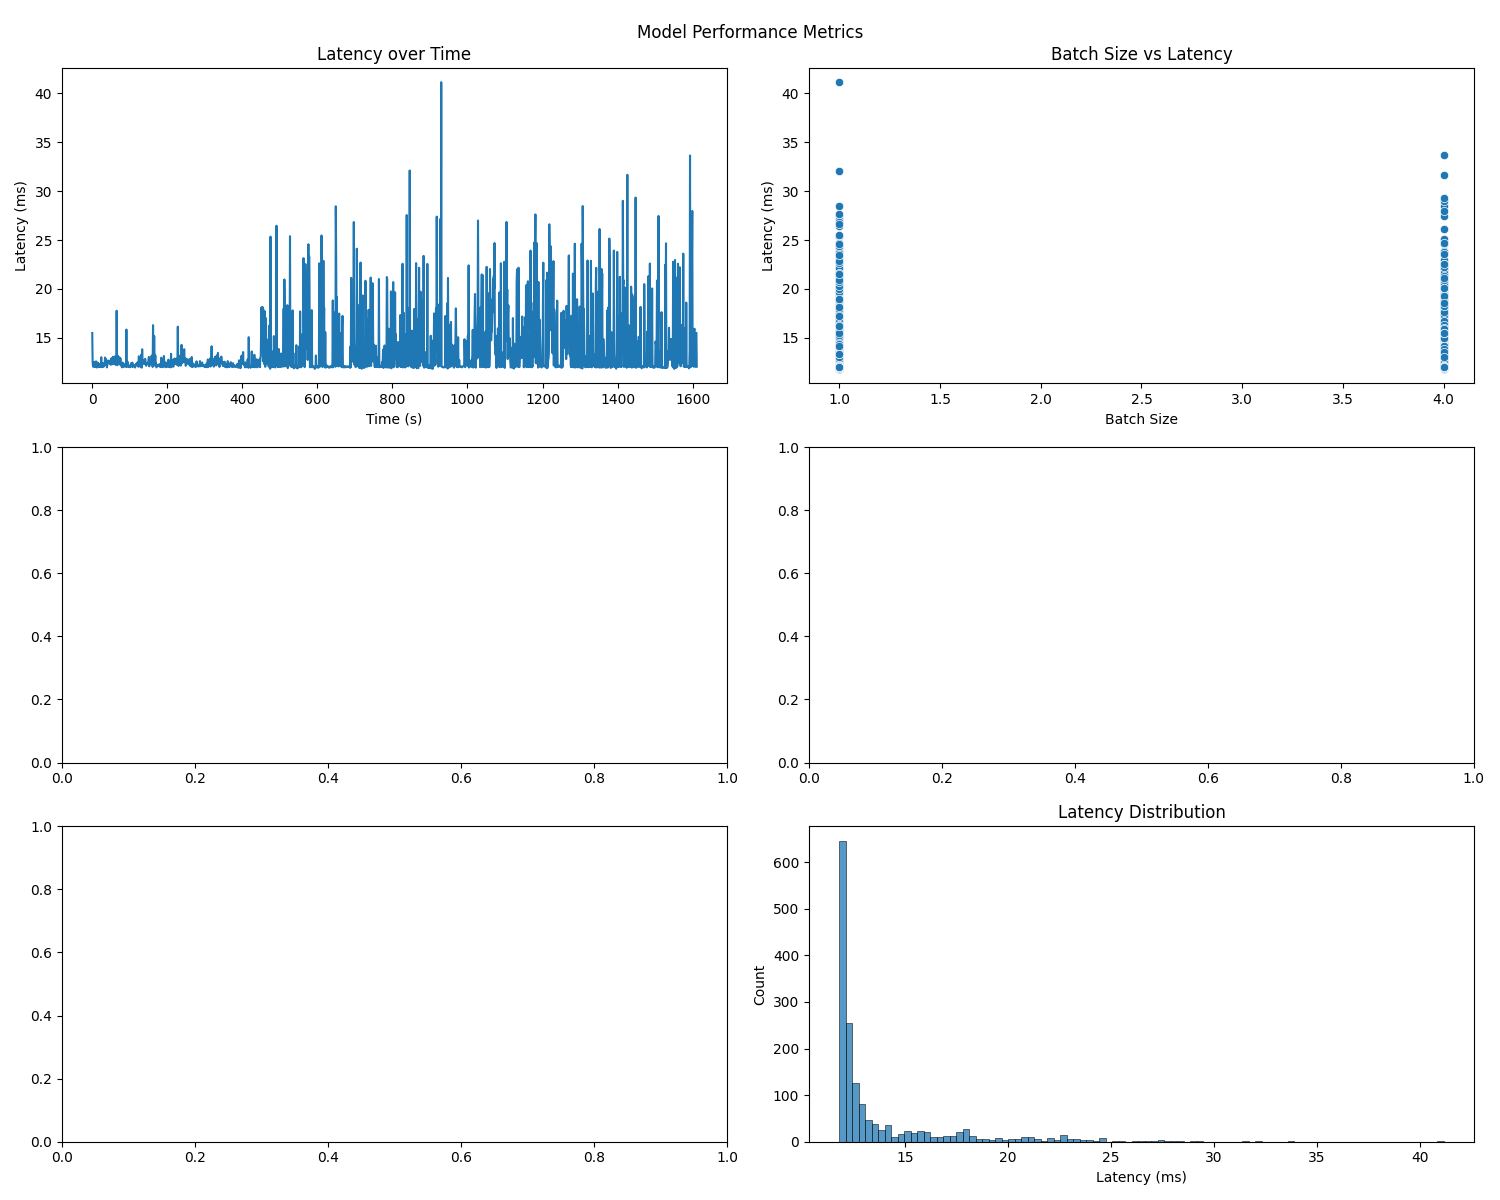 Model Performance Metrics
Latency over Time
Latency (ms)
40
35
30
25
20
15
0 200 400 600 800 1000 1200 1400 1600
Time (s)
Batch Size vs Latency
Latency (ms)
40
35
30
25
20
15
1.0 1.5 2.0 2.5 3.0 3.5 4.0
Batch Size
1.0
0.8
0.6
0.4
0.2
0.0
0.0 0.2 0.4 0.6 0.8 1.0
1.0
0.8
0.6
0.4
0.2
0.0
0.0 0.2 0.4 0.6 0.8 1.0
1.0
0.8
0.6
0.4
0.2
0.0
0.0 0.2 0.4 0.6 0.8 1.0
Latency Distribution
Count
600
500
400
300
200
100
0
15 20 25 30 35 40
Latency (ms)